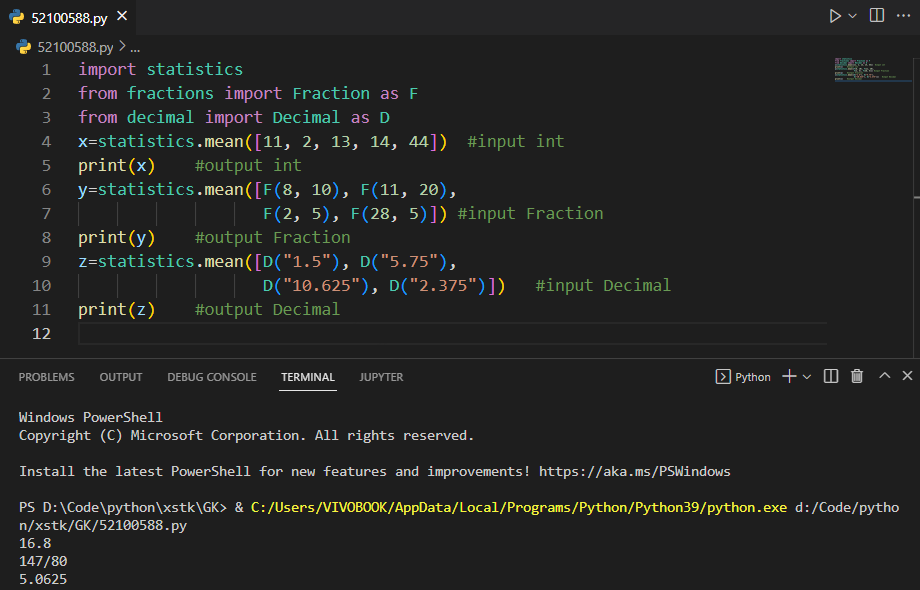 52100588.py
52100588.py > ...
1 import statistics
2 from fractions import Fraction as F
3 from decimal import Decimal as D
4 x=statistics.mean([11, 2, 13, 14, 44])  #input int
5 print(x)    #output int
6 y=statistics.mean([F(8, 10), F(11, 20),
7                    F(2, 5), F(28, 5)]) #input Fraction
8 print(y)    #output Fraction
9 z=statistics.mean([D("1.5"), D("5.75"),
10                    D("10.625"), D("2.375")])   #input Decimal
11 print(z)    #output Decimal
12
PROBLEMS OUTPUT DEBUG CONSOLE TERMINAL JUPYTER Python
Windows PowerShell
Copyright (C) Microsoft Corporation. All rights reserved.
Install the latest PowerShell for new features and improvements! https://aka.ms/PSWindows
PS D:\Code\python\xstk\GK> & C:/Users/VIVOBOOK/AppData/Local/Programs/Python/Python39/python.exe d:/Code/pytho
n/xstk/GK/52100588.py
16.8
147/80
5.0625